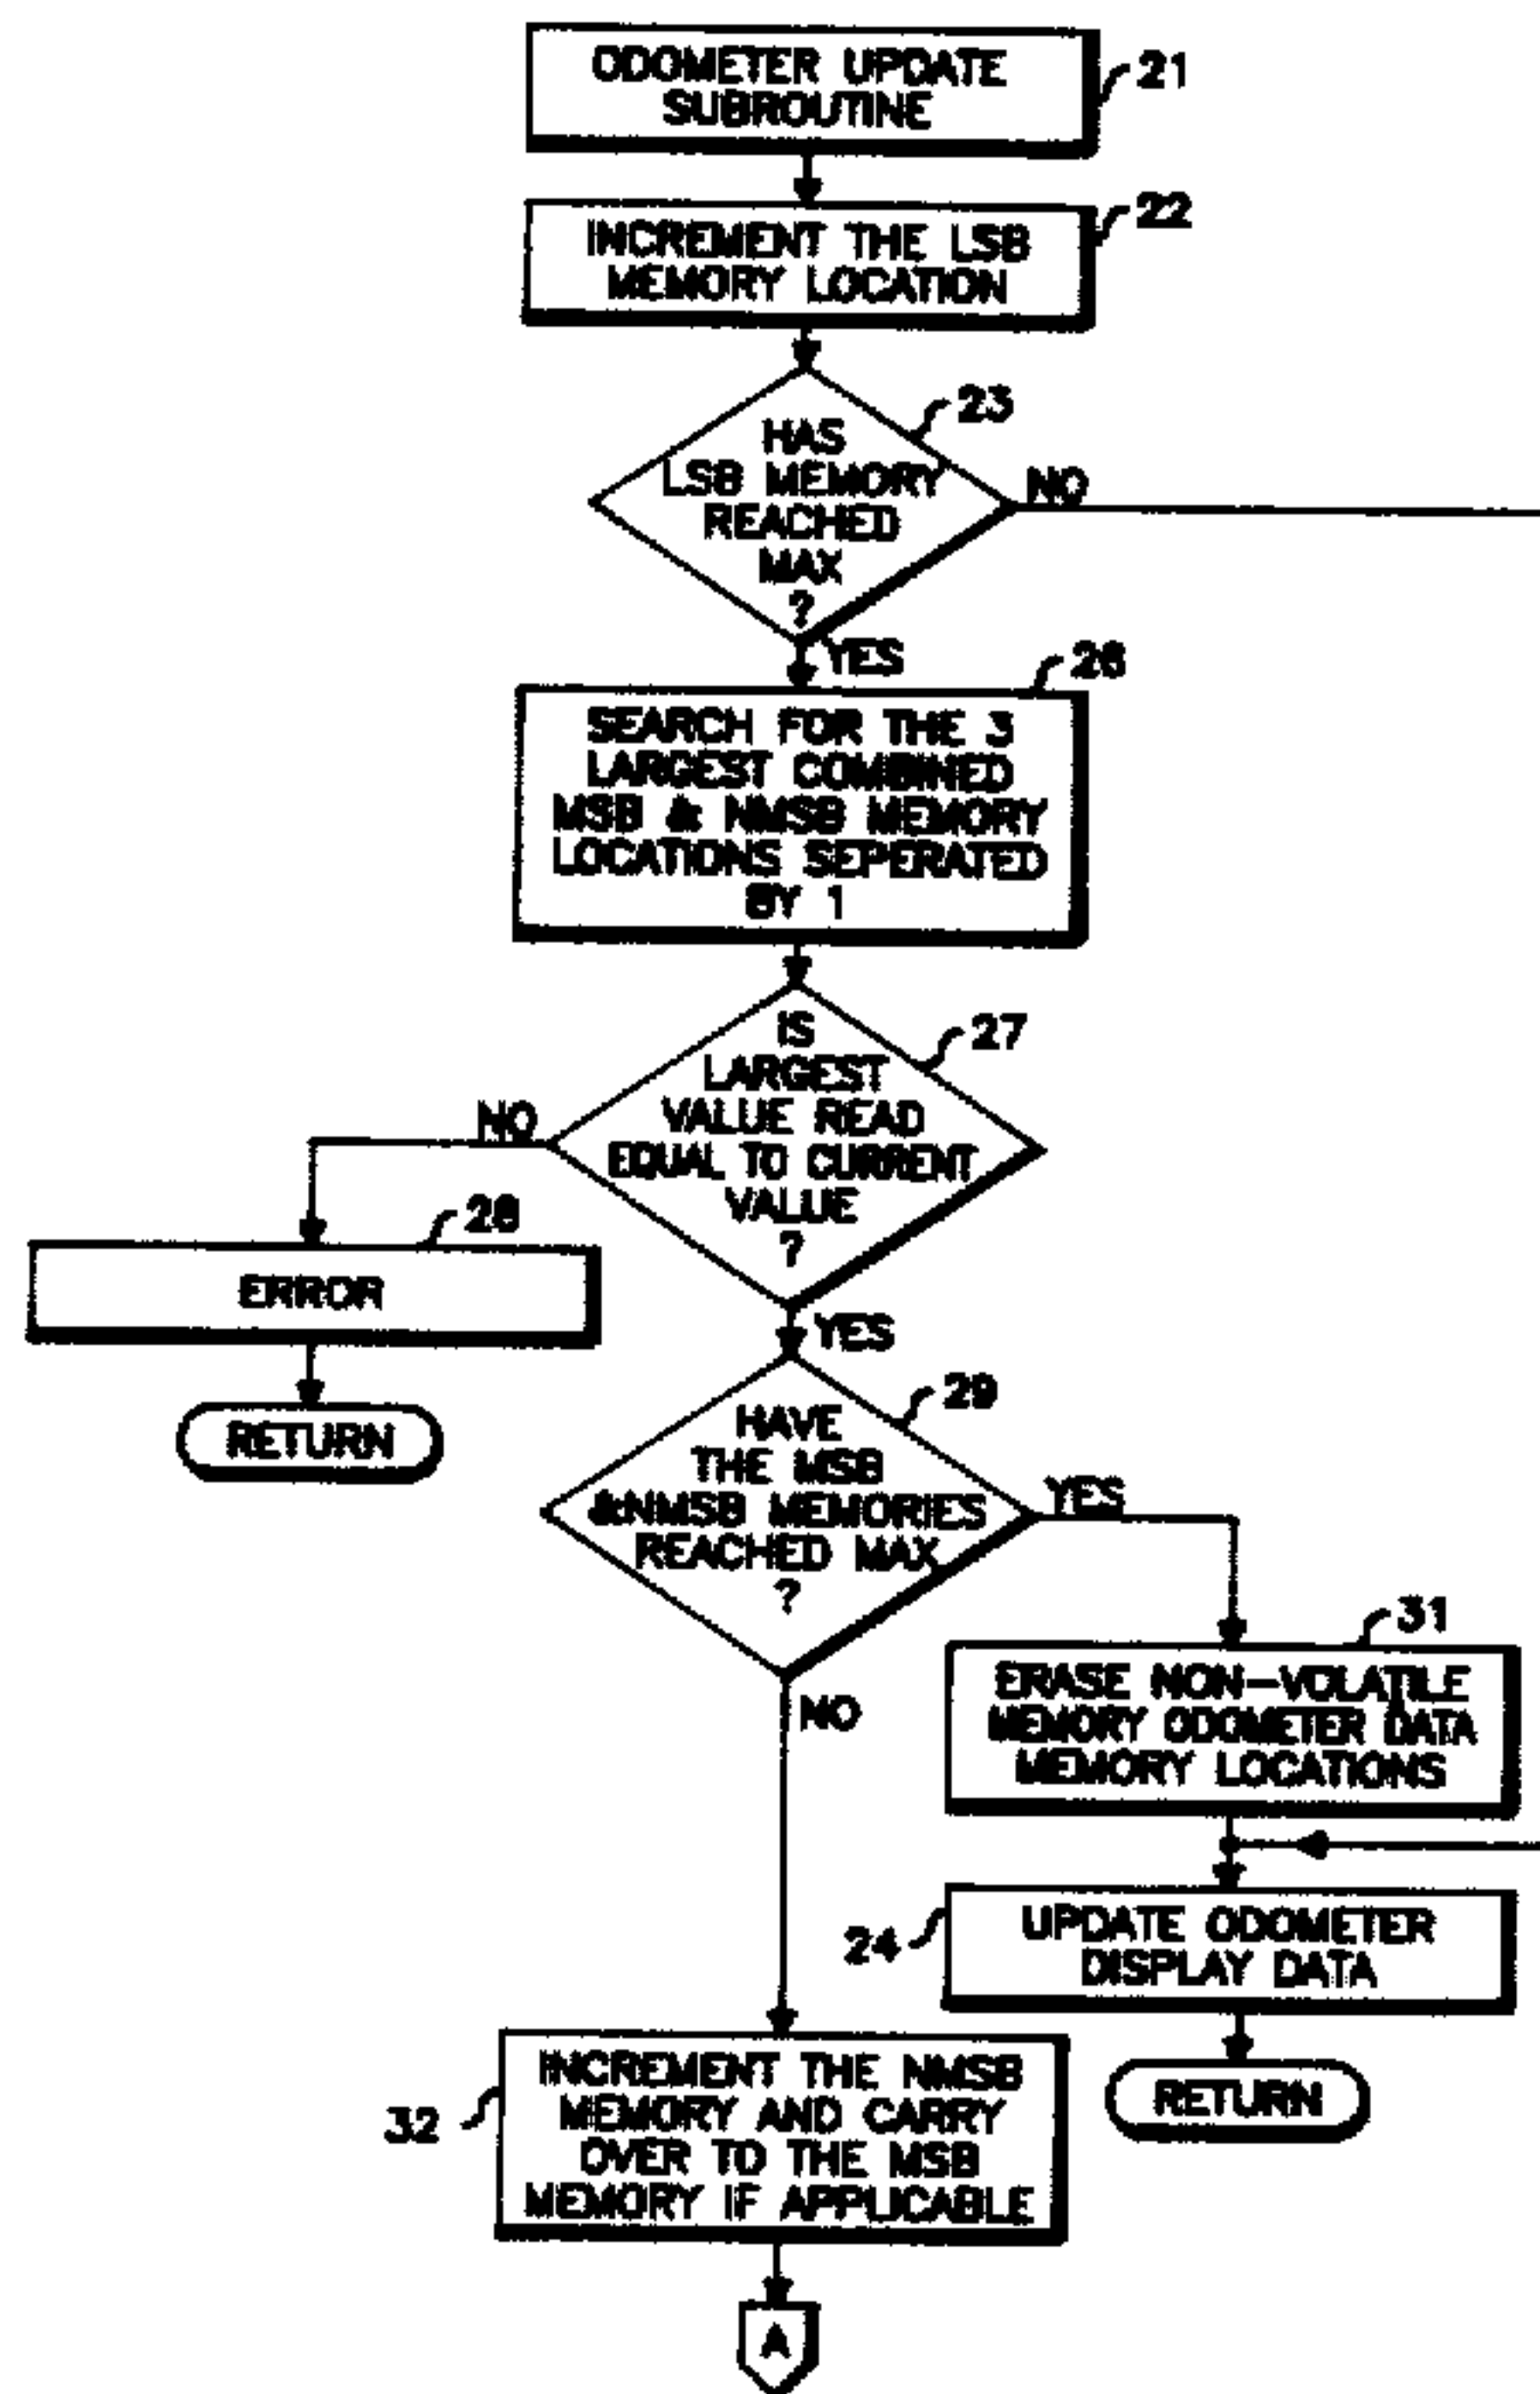 ODOMETER UPDATE
SUBROUTINE
21
INCREMENT THE LSB
MEMORY LOCATION
22
HAS
LSB MEMORY
REACHED
MAX
?
23
NO
YES
26
SEARCH FOR THE 3
LARGEST COMBINED
MSB & NMSB MEMORY
LOCATIONS SEPERATED
BY 1
IS
LARGEST
VALUE READ
EQUAL TO CURRENT
VALUE
?
27
NO
28
ERROR
RETURN
YES
HAVE
THE MSB
&NMSB MEMORIES
REACHED MAX
?
29
YES
NO
31
ERASE NON-VOLATILE
MEMORY ODOMETER DATA
MEMORY LOCATIONS
24
UPDATE ODOMETER
DISPLAY DATA
RETURN
32
INCREMENT THE NMSB
MEMORY AND CARRY
OVER TO THE MSB
MEMORY IF APPLICABLE
A